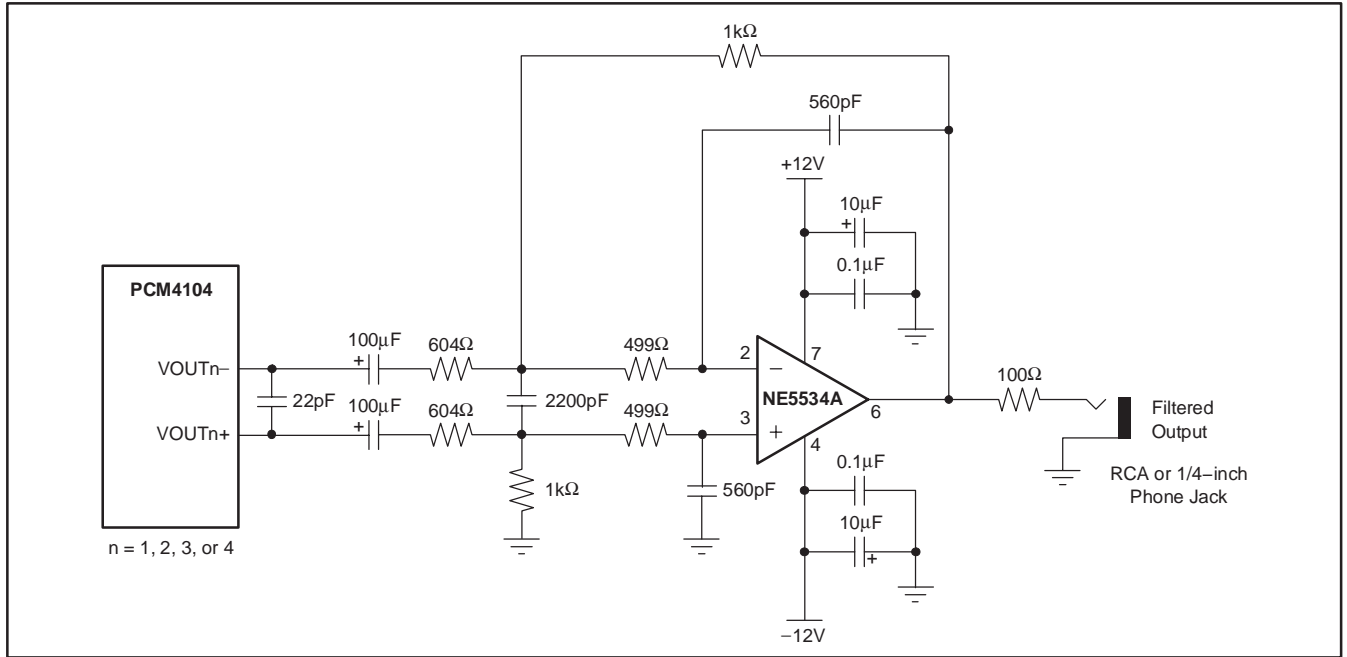 1kΩ
560pF
+12V
10μF
+
0.1μF
PCM4104
VOUTn−
VOUTn+
22pF
100μF
+
604Ω
499Ω
2
−
7
NE5534A
6
100Ω
100μF
+
604Ω
2200pF
499Ω
3
+
4
Filtered
Output
RCA or 1/4−inch
Phone Jack
1kΩ
560pF
0.1μF
10μF
+
−12V
n = 1, 2, 3, or 4